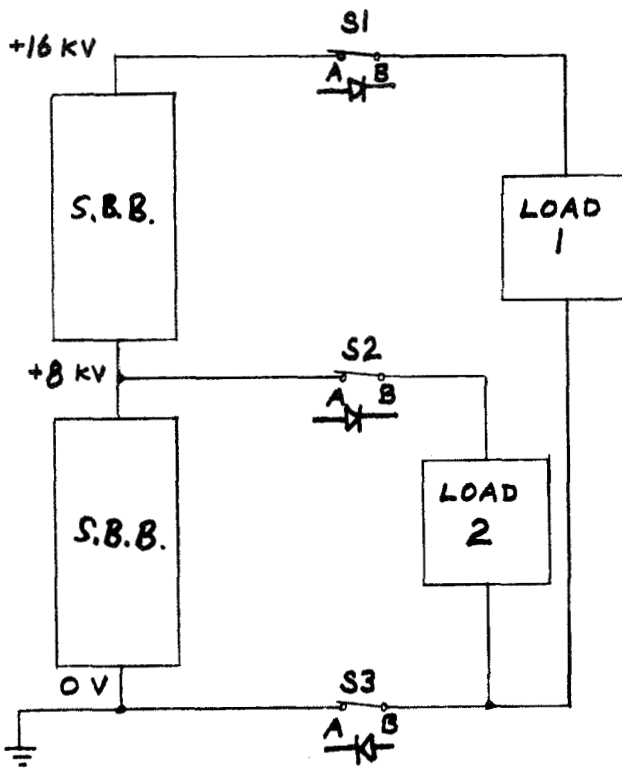 S1
+16 KV
A B
S.B.B.
LOAD
1
S2
+8 KV
A B
LOAD
2
S.B.B.
0 V
S3
A B